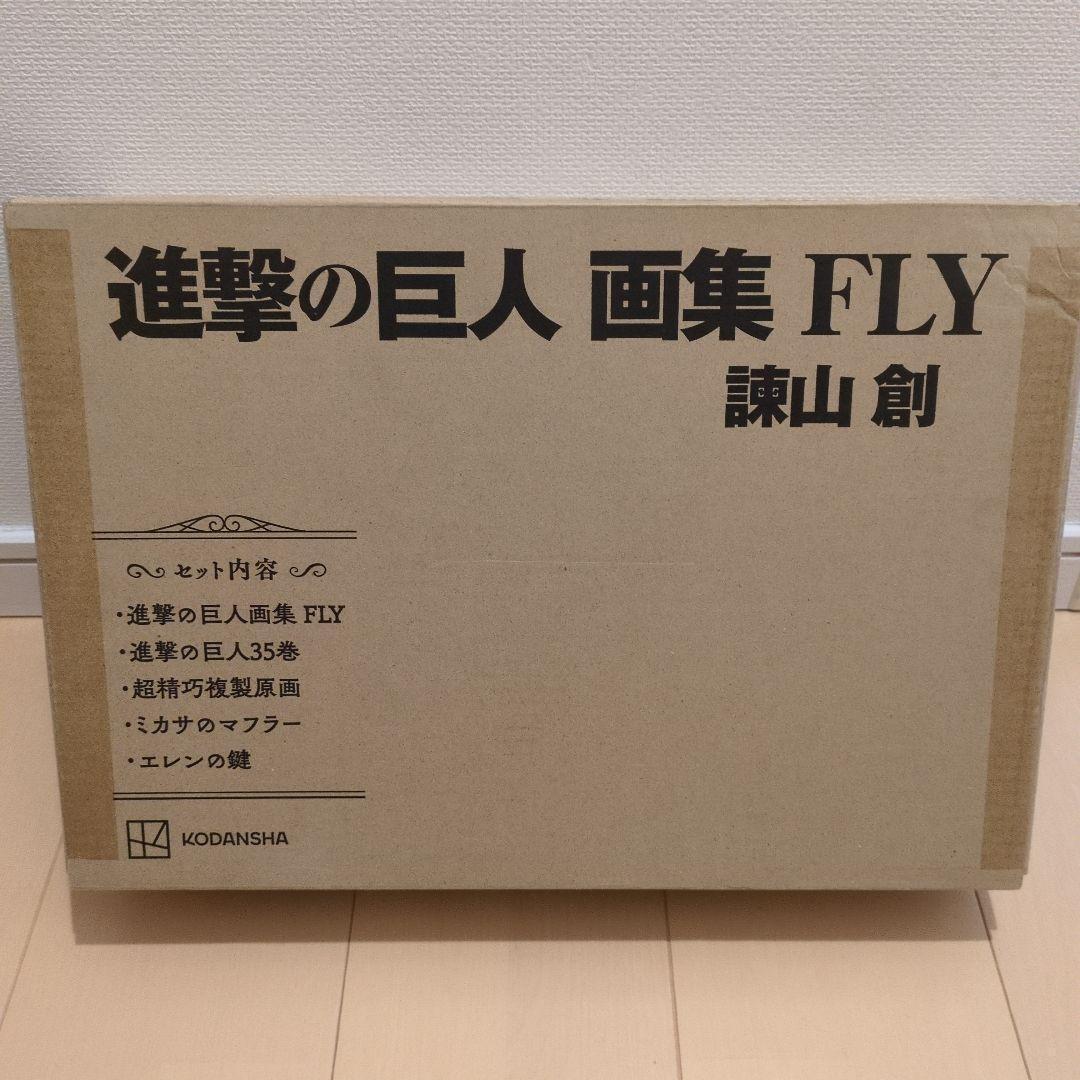 進撃の巨人 画集 FLY
諫山 創
セット内容
・進撃の巨人画集 FLY
・進撃の巨人35巻
・超精巧複製原画
・ミカサのマフラー
・エレンの鍵
KODANSHA